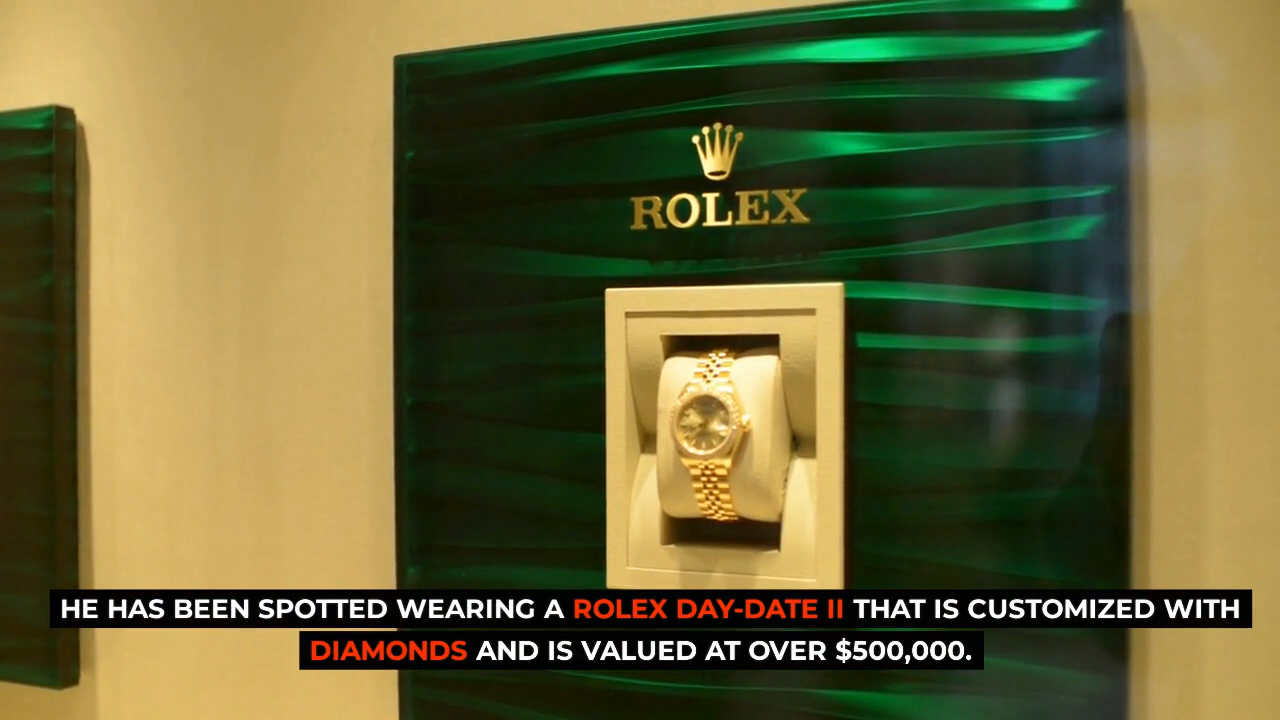 ROLEX
HE HAS BEEN SPOTTED WEARING A ROLEX DAY-DATE II THAT IS CUSTOMIZED WITH
DIAMONDS AND IS VALUED AT OVER $500,000.